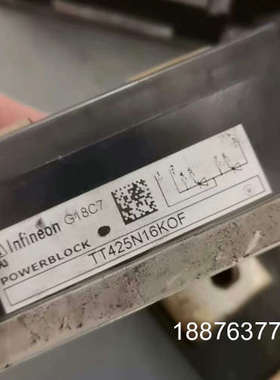 Infineon G18C7
POWERBLOCK
TT425N16KOF
18876377